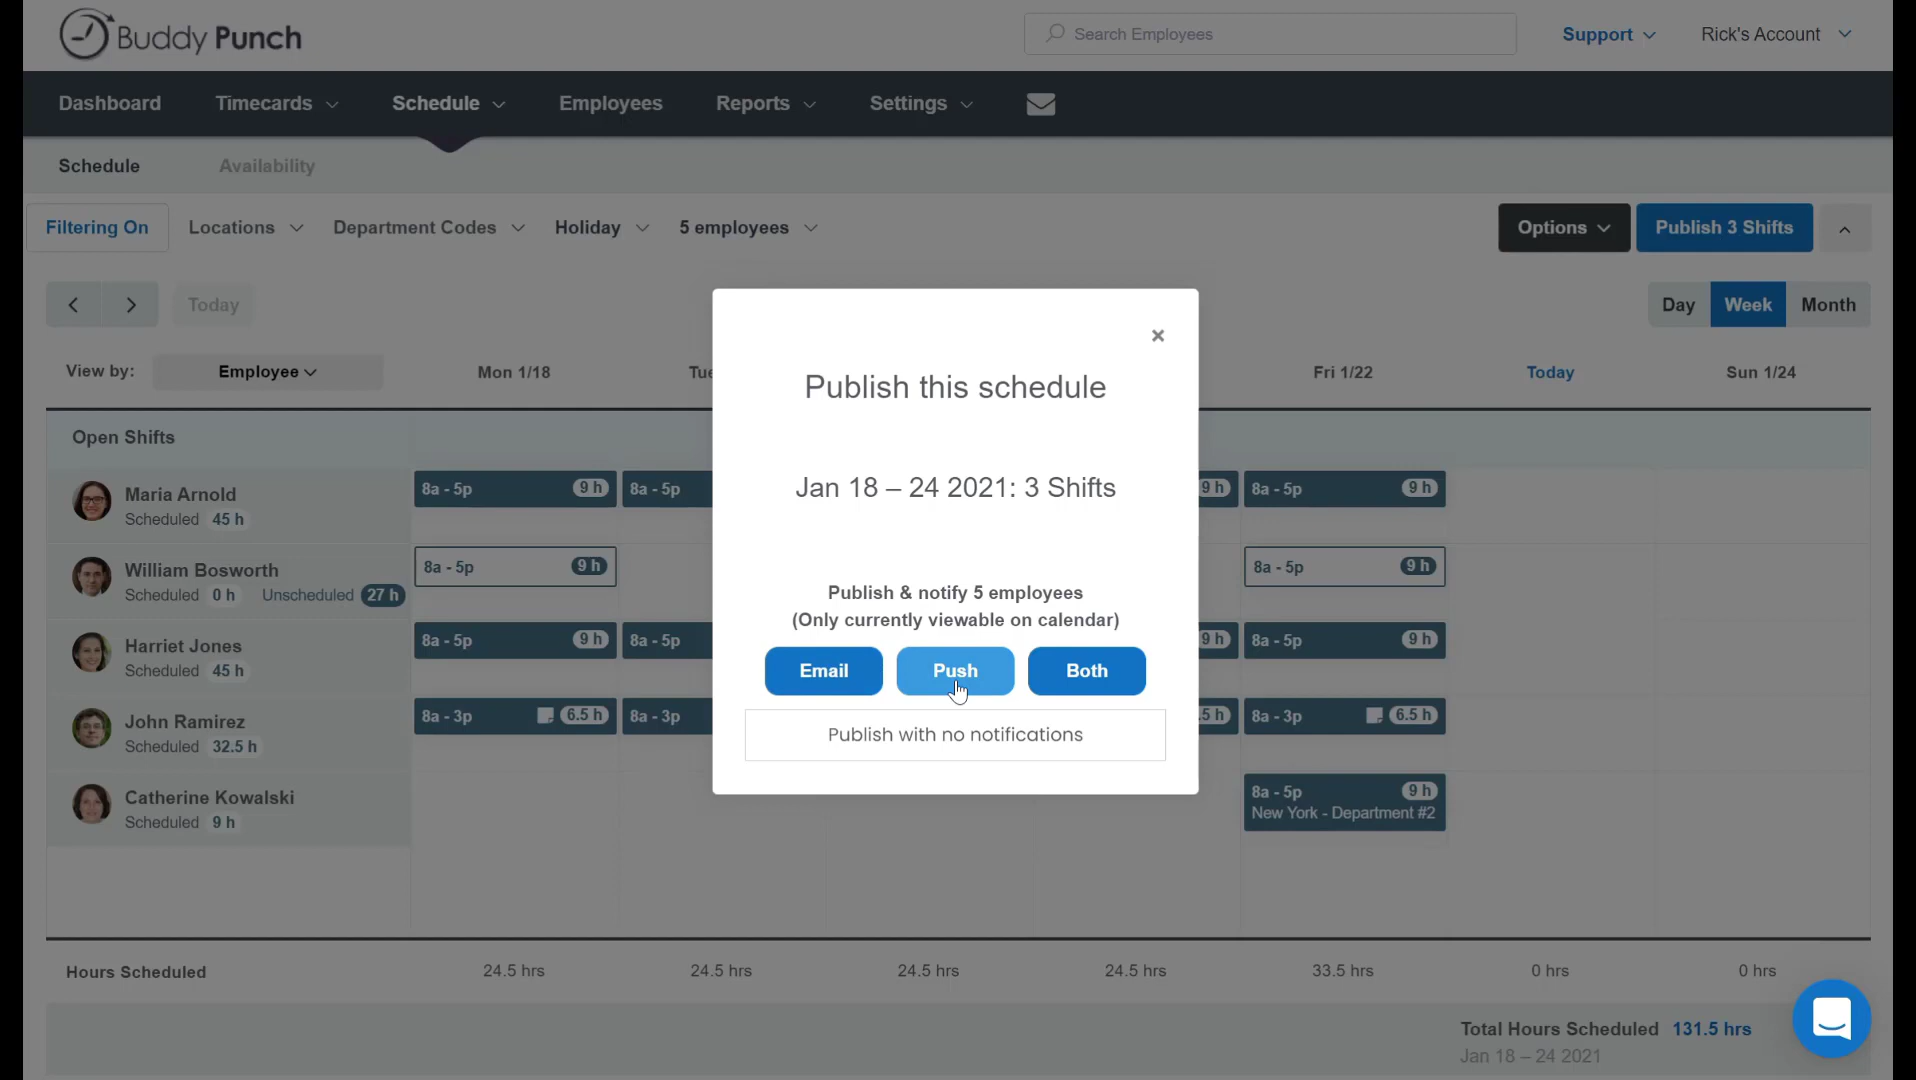 Buddy Punch
Search Employees
Support
Rick's Account
Dashboard
Timecards
Schedule
Employees
Reports
Settings
Schedule
Availability
Filtering On
Locations
Department Codes
Holiday
5 employees
Options
Publish 3 Shifts
Today
Day
Week
Month
View by:
Employee
Mon 1/18
Tue
Fri 1/22
Today
Sun 1/24
Publish this schedule
Jan 18 – 24 2021: 3 Shifts
Publish & notify 5 employees
(Only currently viewable on calendar)
Email
Push
Both
Publish with no notifications
Open Shifts
Maria Arnold
Scheduled 45 h
8a - 5p 9 h
8a - 5p
9 h
8a - 5p 9 h
William Bosworth
Scheduled 0 h Unscheduled 27 h
8a - 5p 9 h
8a - 5p 9 h
Harriet Jones
Scheduled 45 h
8a - 5p 9 h
8a - 5p
9 h
8a - 5p 9 h
John Ramirez
Scheduled 32.5 h
8a - 3p 6.5 h
8a - 3p
.5 h
8a - 3p 6.5 h
Catherine Kowalski
Scheduled 9 h
8a - 5p 9 h
New York - Department #2
Hours Scheduled
24.5 hrs
24.5 hrs
24.5 hrs
24.5 hrs
33.5 hrs
0 hrs
0 hrs
Total Hours Scheduled 131.5 hrs
Jan 18 – 24 2021